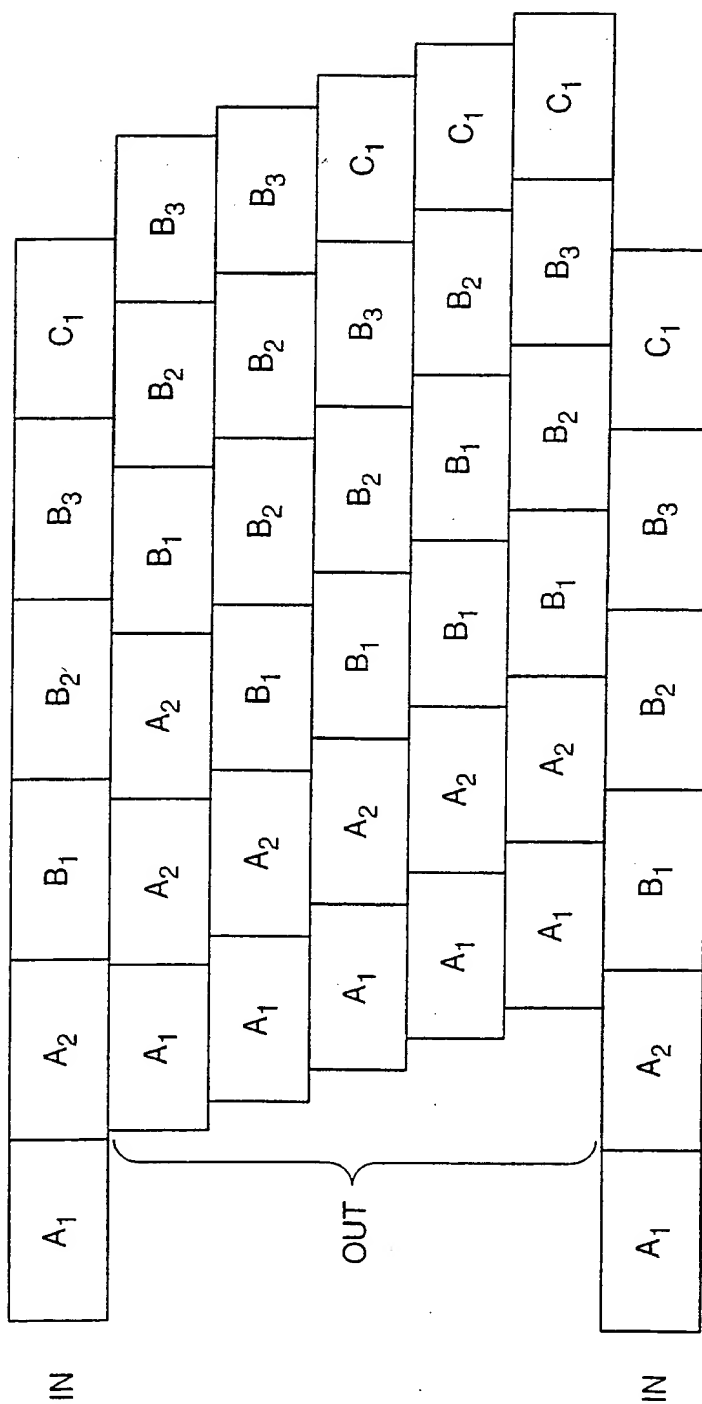 IN A₁ A₂ B₁ B₂ B₃ C₁
A₁ A₂ A₂ B₁ B₂ B₃
A₁ A₂ B₁ B₂ B₂ B₃
OUT A₁ A₂ B₁ B₂ B₃ C₁
A₁ A₂ B₁ B₁ B₂ C₁
A₁ A₂ B₁ B₂ B₃ C₁
IN A₁ A₂ B₁ B₂ B₃ C₁